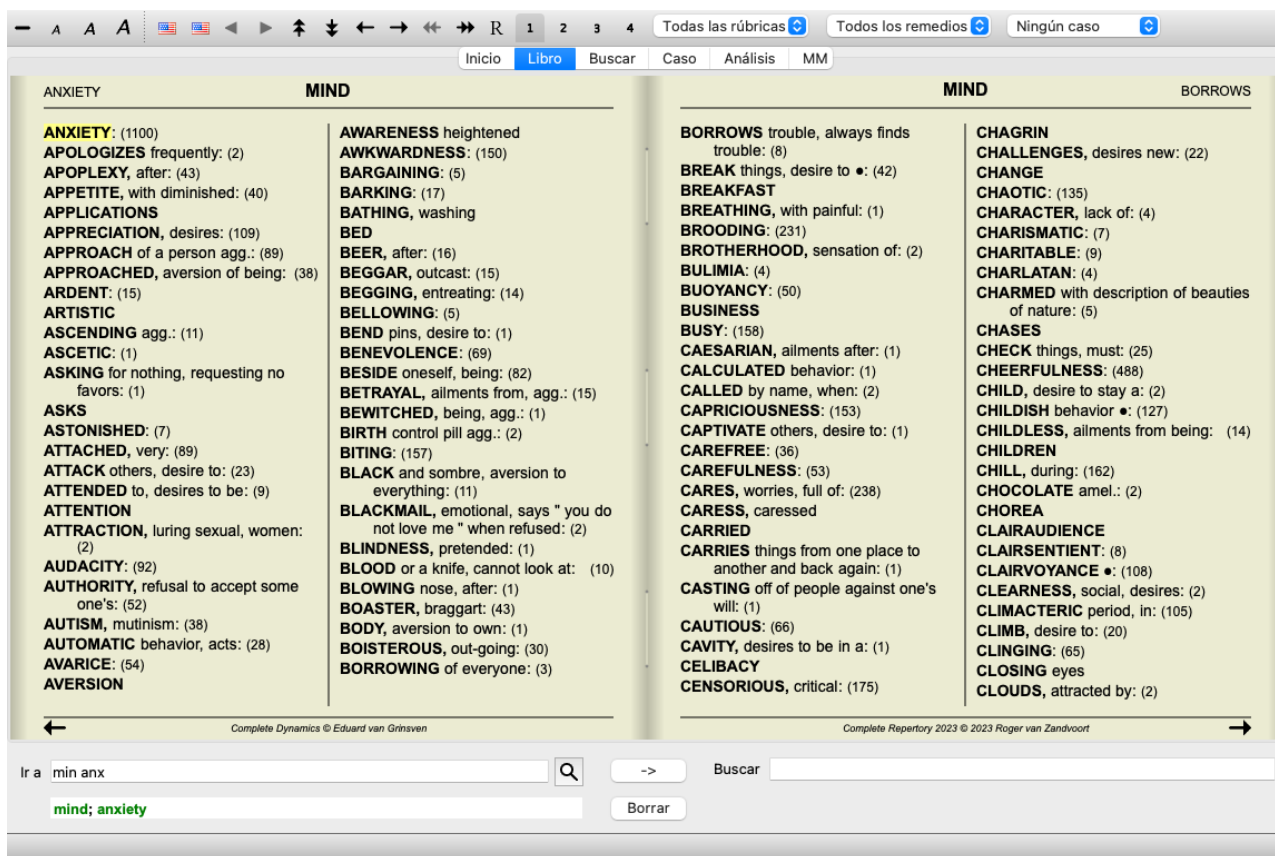 A A A R 1 2 3 4 Todas las rúbricas Todos los remedios Ningún caso
Inicio Libro Buscar Caso Análisis MM
ANXIETY MIND
ANXIETY: (1100)
APOLOGIZES frequently: (2)
APOPLEXY, after: (43)
APPETITE, with diminished: (40)
APPLICATIONS
APPRECIATION, desires: (109)
APPROACH of a person agg.: (89)
APPROACHED, aversion of being: (38)
ARDENT: (15)
ARTISTIC
ASCENDING agg.: (11)
ASCETIC: (1)
ASKING for nothing, requesting no
favors: (1)
ASKS
ASTONISHED: (7)
ATTACHED, very: (89)
ATTACK others, desire to: (23)
ATTENDED to, desires to be: (9)
ATTENTION
ATTRACTION, luring sexual, women:
(2)
AUDACITY: (92)
AUTHORITY, refusal to accept some
one's: (52)
AUTISM, mutinism: (38)
AUTOMATIC behavior, acts: (28)
AVARICE: (54)
AVERSION
AWARENESS heightened
AWKWARDNESS: (150)
BARGAINING: (5)
BARKING: (17)
BATHING, washing
BED
BEER, after: (16)
BEGGAR, outcast: (15)
BEGGING, entreating: (14)
BELLOWING: (5)
BEND pins, desire to: (1)
BENEVOLENCE: (69)
BESIDE oneself, being: (82)
BETRAYAL, ailments from, agg.: (15)
BEWITCHED, being, agg.: (1)
BIRTH control pill agg.: (2)
BITING: (157)
BLACK and sombre, aversion to
everything: (11)
BLACKMAIL, emotional, says " you do
not love me " when refused: (2)
BLINDNESS, pretended: (1)
BLOOD or a knife, cannot look at: (10)
BLOWING nose, after: (1)
BOASTER, braggart: (43)
BODY, aversion to own: (1)
BOISTEROUS, out-going: (30)
BORROWING of everyone: (3)
Complete Dynamics © Eduard van Grinsven
MIND BORROWS
BORROWS trouble, always finds
trouble: (8)
BREAK things, desire to ●: (42)
BREAKFAST
BREATHING, with painful: (1)
BROODING: (231)
BROTHERHOOD, sensation of: (2)
BULIMIA: (4)
BUOYANCY: (50)
BUSINESS
BUSY: (158)
CAESARIAN, ailments after: (1)
CALCULATED behavior: (1)
CALLED by name, when: (2)
CAPRICIOUSNESS: (153)
CAPTIVATE others, desire to: (1)
CAREFREE: (36)
CAREFULNESS: (53)
CARES, worries, full of: (238)
CARESS, caressed
CARRIED
CARRIES things from one place to
another and back again: (1)
CASTING off of people against one's
will: (1)
CAUTIOUS: (66)
CAVITY, desires to be in a: (1)
CELIBACY
CENSORIOUS, critical: (175)
CHAGRIN
CHALLENGES, desires new: (22)
CHANGE
CHAOTIC: (135)
CHARACTER, lack of: (4)
CHARISMATIC: (7)
CHARITABLE: (9)
CHARLATAN: (4)
CHARMED with description of beauties
of nature: (5)
CHASES
CHECK things, must: (25)
CHEERFULNESS: (488)
CHILD, desire to stay a: (2)
CHILDISH behavior ●: (127)
CHILDLESS, ailments from being: (14)
CHILDREN
CHILL, during: (162)
CHOCOLATE amel.: (2)
CHOREA
CLAIRAUDIENCE
CLAIRSENTIENT: (8)
CLAIRVOYANCE ●: (108)
CLEARNESS, social, desires: (2)
CLIMACTERIC period, in: (105)
CLIMB, desire to: (20)
CLINGING: (65)
CLOSING eyes
CLOUDS, attracted by: (2)
Complete Repertory 2023 © 2023 Roger van Zandvoort
Ir a min anx -> Buscar
mind; anxiety Borrar